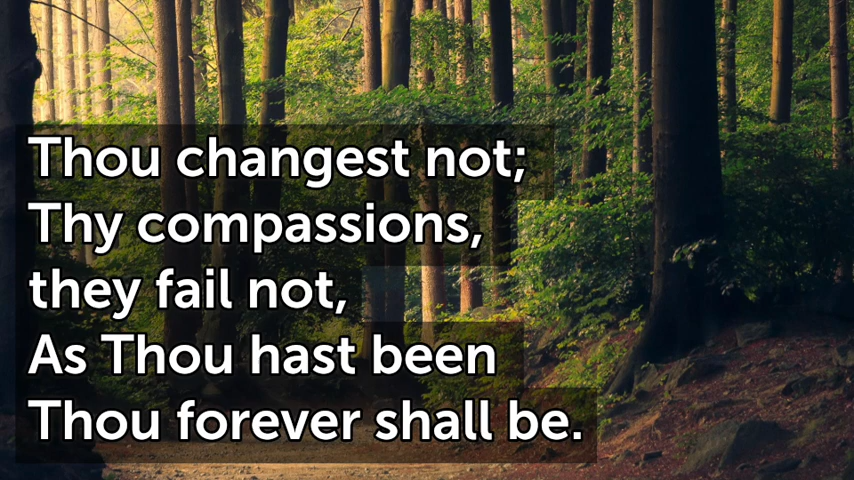 Thou changest not;
Thy compassions,
they fail not,
As Thou hast been
Thou forever shall be.